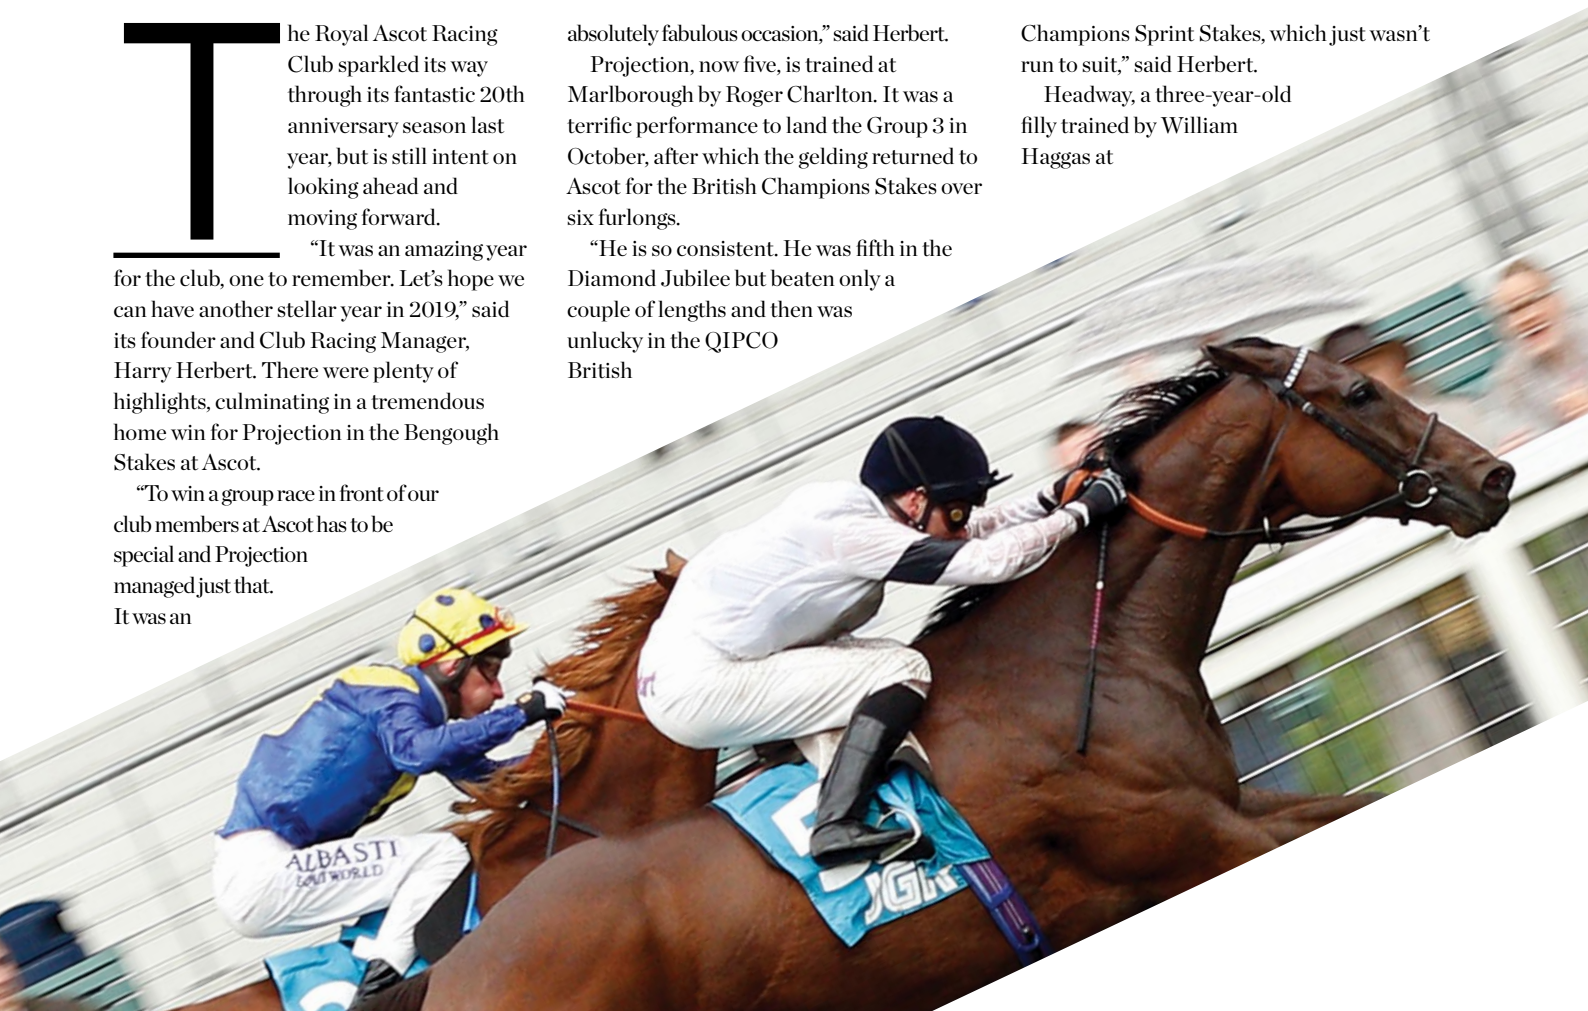 The Royal Ascot Racing
Club sparkled its way
through its fantastic 20th
anniversary season last
year, but is still intent on
looking ahead and
moving forward.
“It was an amazing year
for the club, one to remember. Let’s hope we
can have another stellar year in 2019,” said
its founder and Club Racing Manager,
Harry Herbert. There were plenty of
highlights, culminating in a tremendous
home win for Projection in the Bengough
Stakes at Ascot.
“To win a group race in front of our
club members at Ascot has to be
special and Projection
managed just that.
It was an
absolutely fabulous occasion,” said Herbert.
Projection, now five, is trained at
Marlborough by Roger Charlton. It was a
terrific performance to land the Group 3 in
October, after which the gelding returned to
Ascot for the British Champions Stakes over
six furlongs.
“He is so consistent. He was fifth in the
Diamond Jubilee but beaten only a
couple of lengths and then was
unlucky in the QIPCO
British
Champions Sprint Stakes, which just wasn’t
run to suit,” said Herbert.
Headway, a three-year-old
filly trained by William
Haggas at
ALBASTI
WORLD